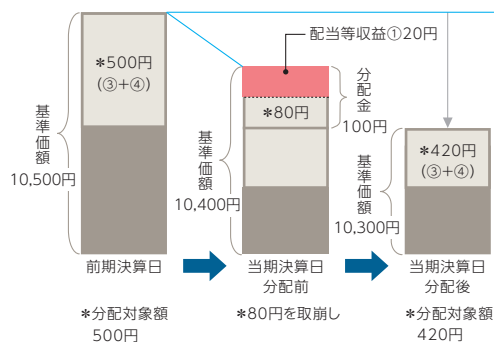 配当等収益①20円
＊500円
(③+④)
基準価額
10,500円
分配金
100円
＊80円
基準価額
10,400円
＊420円
(③+④)
基準価額
10,300円
前期決算日
当期決算日
分配前
当期決算日
分配後
＊分配対象額
500円
＊80円を取崩し
＊分配対象額
420円